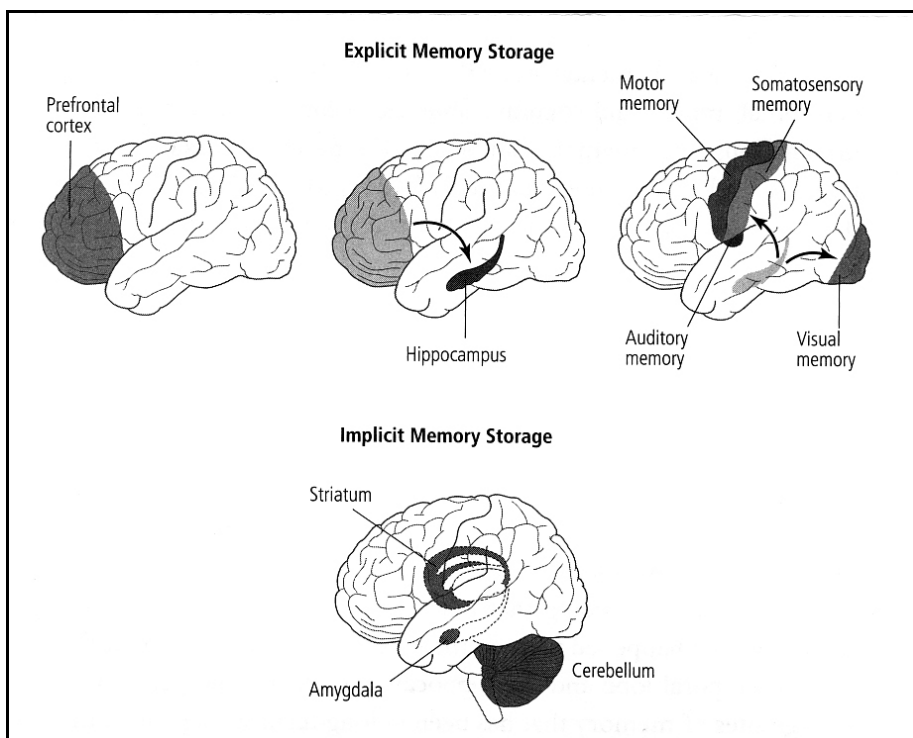 Explicit Memory Storage
Prefrontal
cortex
Hippocampus
Motor
memory
Somatosensory
memory
Auditory
memory
Visual
memory
Implicit Memory Storage
Striatum
Amygdala
Cerebellum